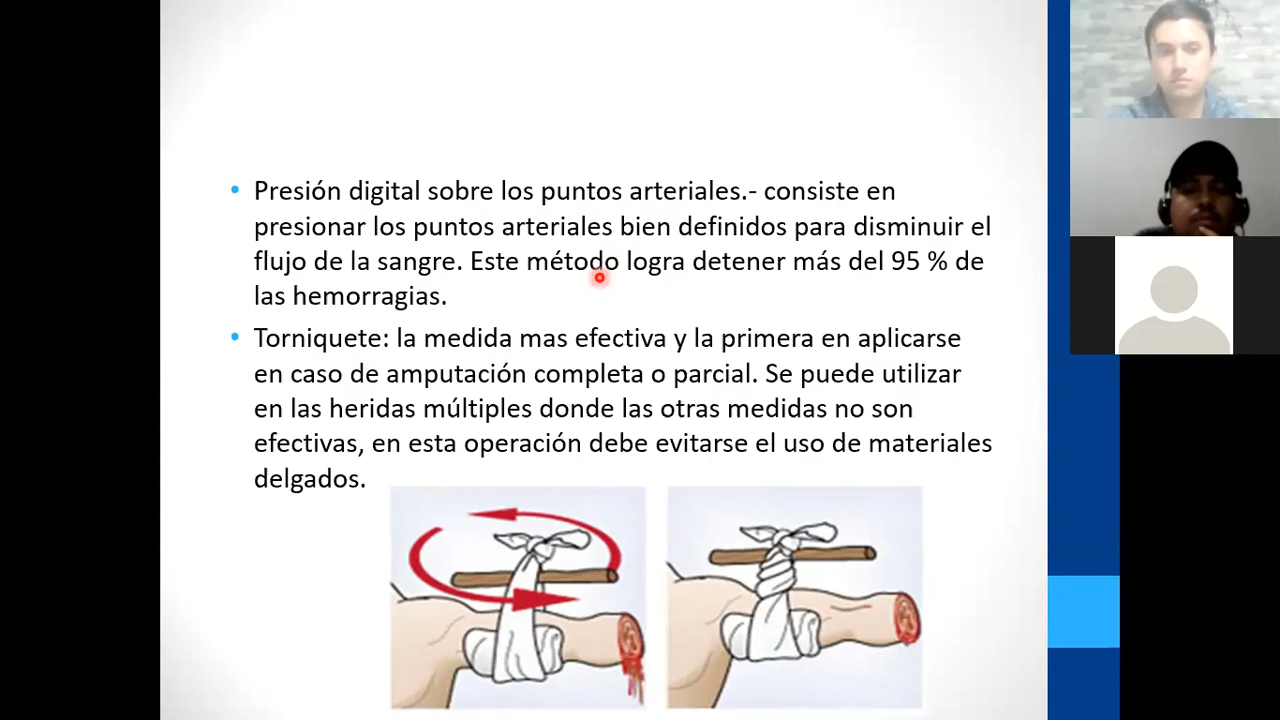 Presión digital sobre los puntos arteriales.- consiste en
presionar los puntos arteriales bien definidos para disminuir el
flujo de la sangre. Este método logra detener más del 95 % de
las hemorragias.
Torniquete: la medida mas efectiva y la primera en aplicarse
en caso de amputación completa o parcial. Se puede utilizar
en las heridas múltiples donde las otras medidas no son
efectivas, en esta operación debe evitarse el uso de materiales
delgados.